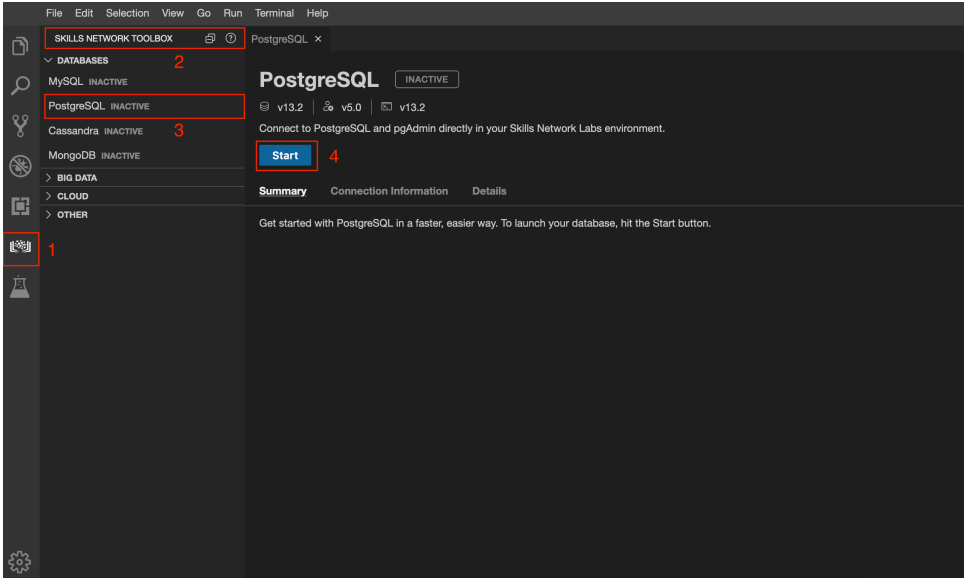 File Edit Selection View Go Run Terminal Help
SKILLS NETWORK TOOLBOX
2
DATABASES
MySQL INACTIVE
PostgreSQL INACTIVE
Cassandra INACTIVE
3
MongoDB INACTIVE
BIG DATA
CLOUD
OTHER
1
PostgreSQL ×
PostgreSQL INACTIVE
v13.2 v5.0 v13.2
Connect to PostgreSQL and pgAdmin directly in your Skills Network Labs environment.
Start 4
Summary Connection Information Details
Get started with PostgreSQL in a faster, easier way. To launch your database, hit the Start button.